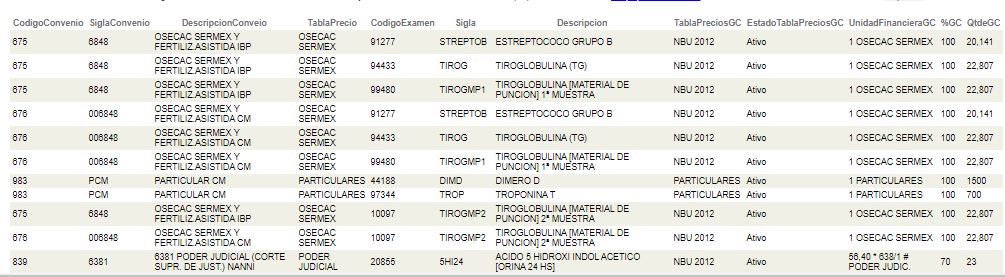 CodigoConvenio SiglaConvenio DescripcionConveio TablaPrecio CodigoExamen Sigla Descripcion TablaPreciosGC EstadoTablaPreciosGC UnidadFinancieraGC %GC QtdeGC
675 6848 OSECAC SERMEX Y FERTILIZ.ASISTIDA IBP OSECAC SERMEX 91277 STREPTOB ESTREPTOCOCO GRUPO B NBU 2012 Ativo 1 OSECAC SERMEX 100 20,141
675 6848 OSECAC SERMEX Y FERTILIZ.ASISTIDA IBP OSECAC SERMEX 94433 TIROG TIROGLOBULINA (TG) NBU 2012 Ativo 1 OSECAC SERMEX 100 22,807
675 6848 OSECAC SERMEX Y FERTILIZ.ASISTIDA IBP OSECAC SERMEX 99480 TIROGMP1 TIROGLOBULINA [MATERIAL DE PUNCION] 1ª MUESTRA NBU 2012 Ativo 1 OSECAC SERMEX 100 22,807
676 006848 OSECAC SERMEX Y FERTILIZ.ASISTIDA CM OSECAC SERMEX 91277 STREPTOB ESTREPTOCOCO GRUPO B NBU 2012 Ativo 1 OSECAC SERMEX 100 20,141
676 006848 OSECAC SERMEX Y FERTILIZ.ASISTIDA CM OSECAC SERMEX 94433 TIROG TIROGLOBULINA (TG) NBU 2012 Ativo 1 OSECAC SERMEX 100 22,807
676 006848 OSECAC SERMEX Y FERTILIZ.ASISTIDA CM OSECAC SERMEX 99480 TIROGMP1 TIROGLOBULINA [MATERIAL DE PUNCION] 1ª MUESTRA NBU 2012 Ativo 1 OSECAC SERMEX 100 22,807
983 PCM PARTICULAR CM PARTICULARES 44188 DIMD DIMERO D PARTICULARES Ativo 1 PARTICULARES 100 1500
983 PCM PARTICULAR CM PARTICULARES 97344 TROP TROPONINA T PARTICULARES Ativo 1 PARTICULARES 100 700
675 6848 OSECAC SERMEX Y FERTILIZ.ASISTIDA IBP OSECAC SERMEX 10097 TIROGMP2 TIROGLOBULINA [MATERIAL DE PUNCION] 2ª MUESTRA NBU 2012 Ativo 1 OSECAC SERMEX 100 22,807
676 006848 OSECAC SERMEX Y FERTILIZ.ASISTIDA CM OSECAC SERMEX 10097 TIROGMP2 TIROGLOBULINA [MATERIAL DE PUNCION] 2ª MUESTRA NBU 2012 Ativo 1 OSECAC SERMEX 100 22,807
839 6381 6381 PODER JUDICIAL (CORTE SUPR. DE JUST.) NANNI PODER JUDICIAL 20855 5HI24 ACIDO 5 HIDROXI INDOL ACETICO [ORINA 24 HS] NBU 2012 Ativo 56,40 * 638/1 # PODER JUDIC. 70 23